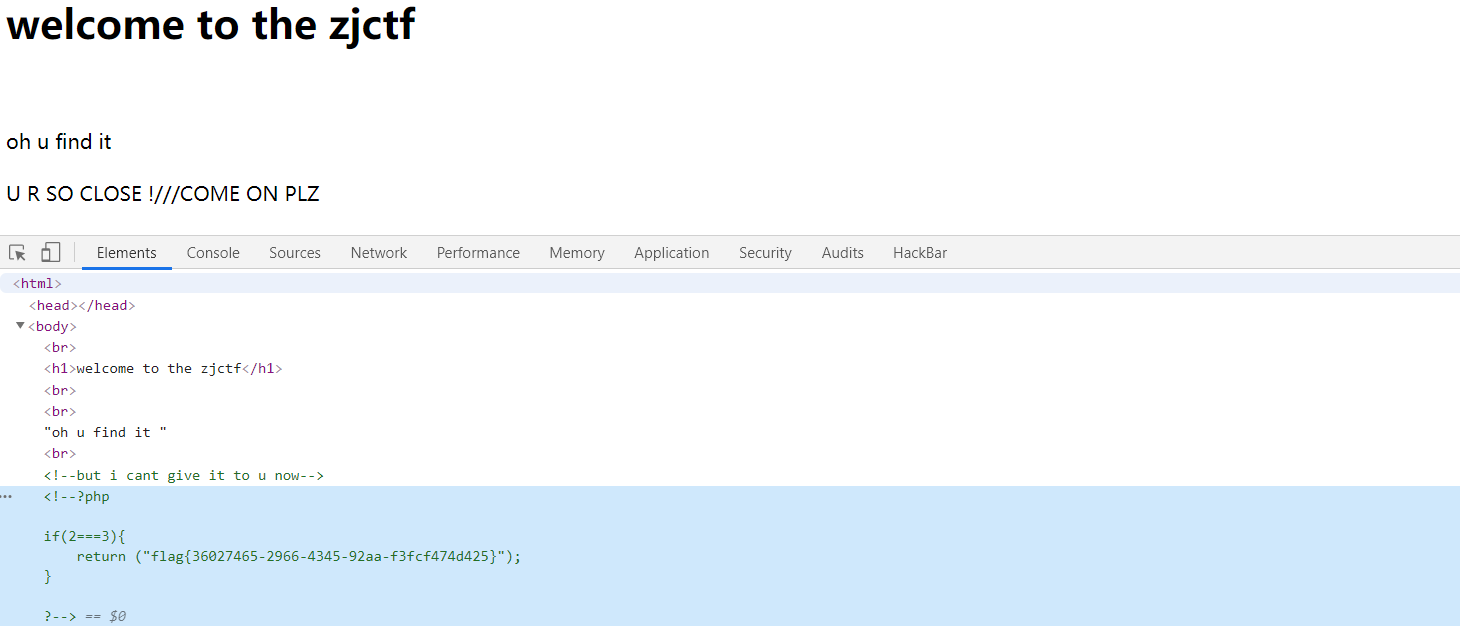 welcome to the zjctf
oh u find it
U R SO CLOSE !///COME ON PLZ
Elements Console Sources Network Performance Memory Application Security Audits HackBar
<html>
<head></head>
<body>
<br>
<h1>welcome to the zjctf</h1>
<br>
<br>
"oh u find it "
<br>
<!--but i cant give it to u now-->
<!--?php
if(2===3){
return ("flag{36027465-2966-4345-92aa-f3fcf474d425}");
}
?--> == $0